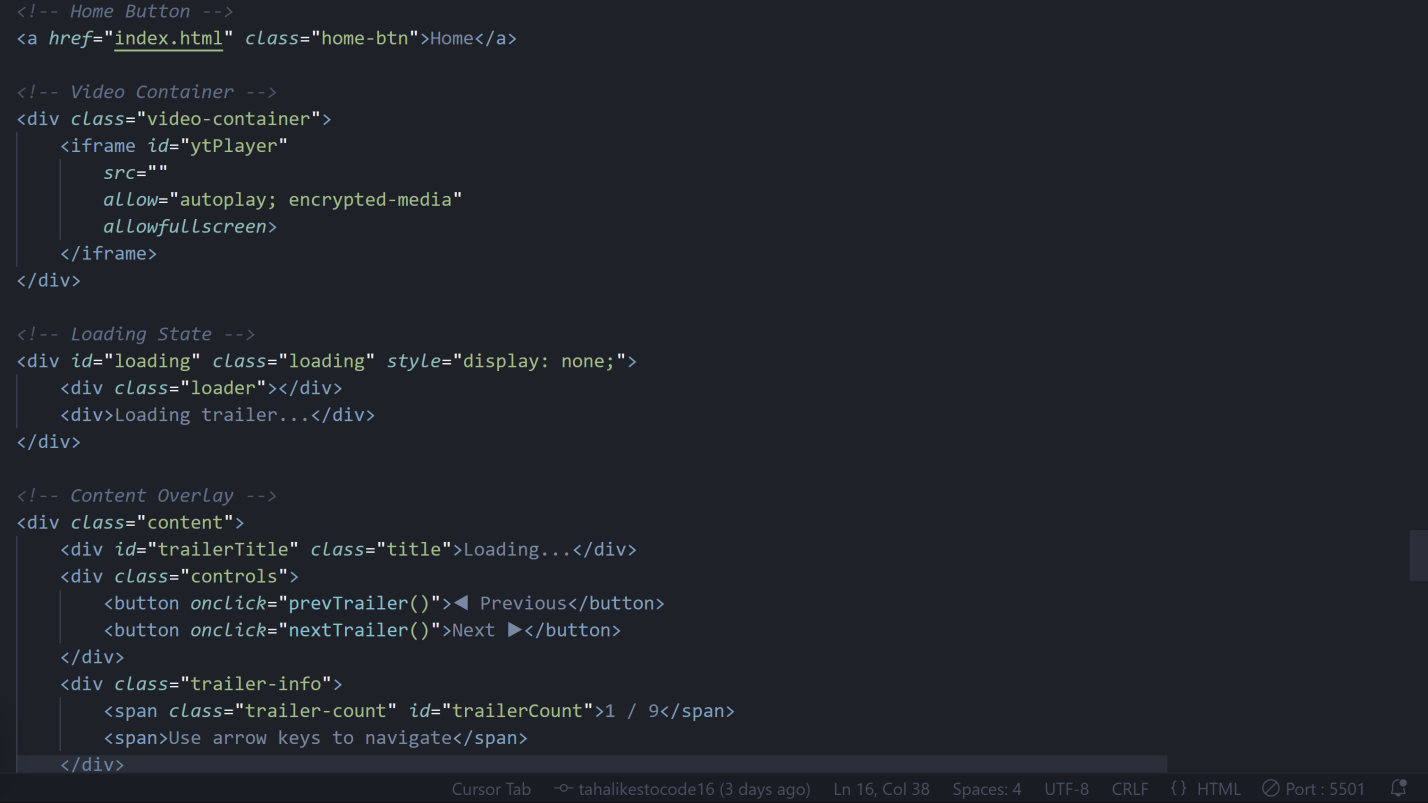 <!-- Home Button -->
<a href="index.html" class="home-btn">Home</a>
<!-- Video Container -->
<div class="video-container">
<iframe id="ytPlayer"
src=""
allow="autoplay; encrypted-media"
allowfullscreen>
</iframe>
</div>
<!-- Loading State -->
<div id="loading" class="loading" style="display: none;">
<div class="loader"></div>
<div>Loading trailer...</div>
</div>
<!-- Content Overlay -->
<div class="content">
<div id="trailerTitle" class="title">Loading...</div>
<div class="controls">
<button onclick="prevTrailer()">◀ Previous</button>
<button onclick="nextTrailer()">Next ▶</button>
</div>
<div class="trailer-info">
<span class="trailer-count" id="trailerCount">1 / 9</span>
<span>Use arrow keys to navigate</span>
</div>
Cursor Tab tahalikestocode16 (3 days ago) Ln 16, Col 38 Spaces: 4 UTF-8 CRLF {} HTML Port : 5501